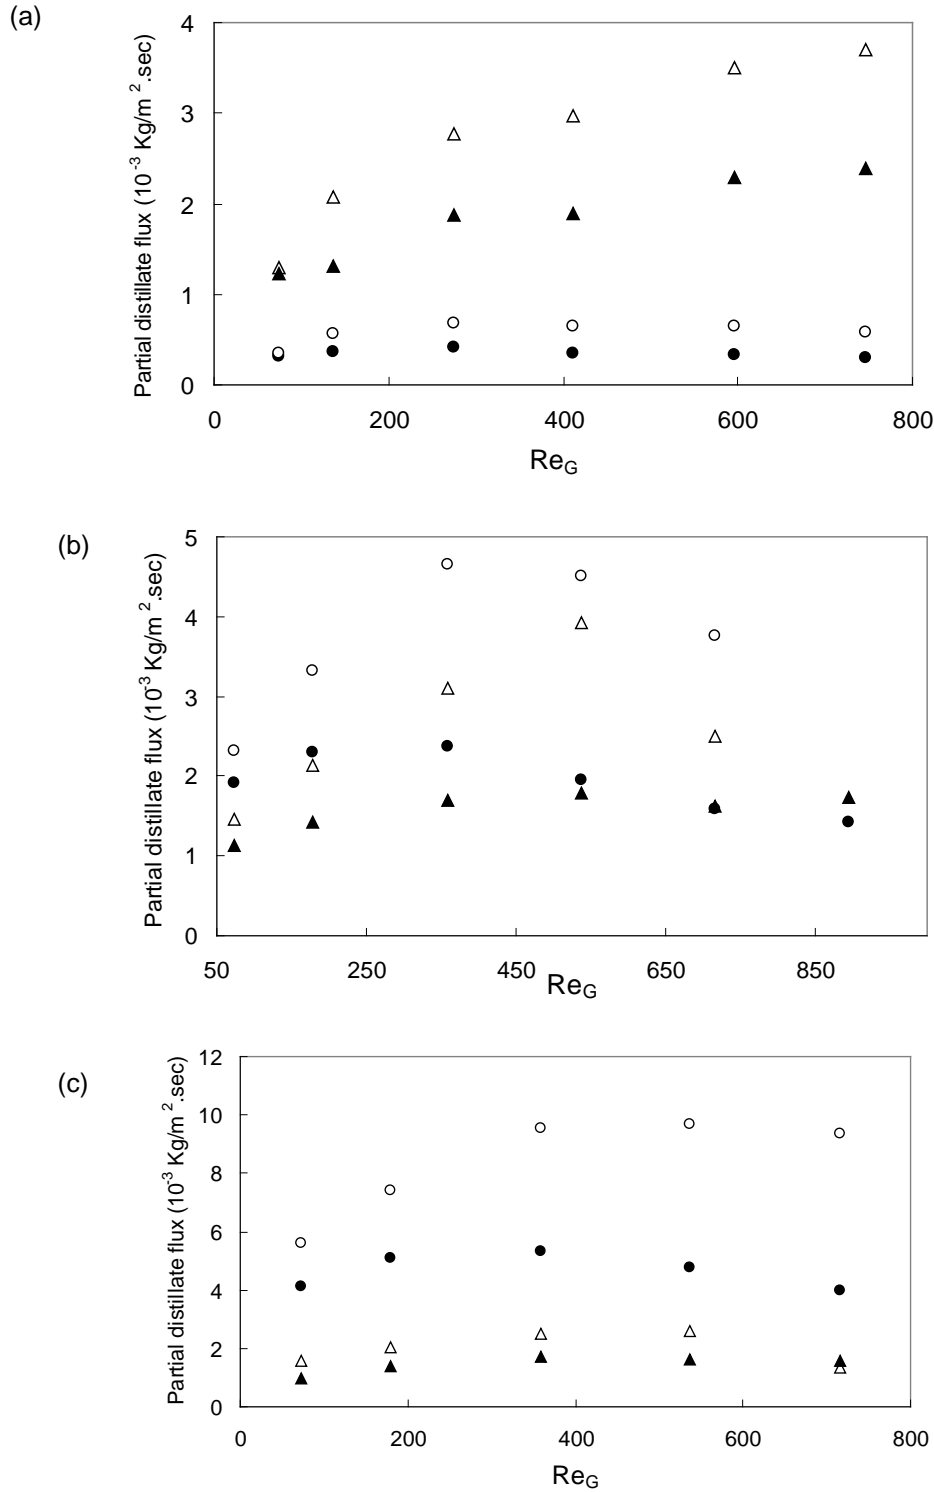 (a)
Partial distillate flux (10⁻³ Kg/m².sec)
4
3
2
1
0
0 200 400 600 800
Re_G
(b)
Partial distillate flux (10⁻³ Kg/m².sec)
5
4
3
2
1
0
50 250 450 650 850
Re_G
(c)
Partial distillate flux (10⁻³ Kg/m².sec)
12
10
8
6
4
2
0
0 200 400 600 800
Re_G